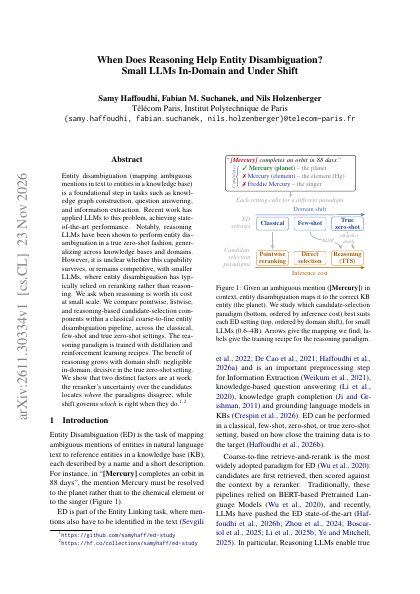 When Does Reasoning Help Entity Disambiguation?
Small LLMs In-Domain and Under Shift
Samy Haffoudhi, Fabian M. Suchanek, and Nils Holzenberger
Télécom Paris, Institut Polytechnique de Paris
{samy.haffoudhi, fabian.suchanek, nils.holzenberger}@telecom-paris.fr
arXiv:2611.30334v1 [cs.CL] 23 Nov 2026
Abstract
Entity disambiguation (mapping ambiguous
mentions in text to entities in a knowledge base)
is a foundational step in tasks such as knowl-
edge graph construction, question answering,
and information extraction. Recent work has
applied LLMs to this problem, achieving state-
of-the-art performance. Notably, reasoning
LLMs have been shown to perform entity dis-
ambiguation in a true zero-shot fashion, gener-
alizing across knowledge bases and domains.
However, it is unclear whether this capability
survives, or remains competitive, with smaller
LLMs, where entity disambiguation has typ-
ically relied on reranking rather than reason-
ing. We ask when reasoning is worth its cost
at small scale. We compare pointwise, listwise,
and reasoning-based candidate-selection com-
ponents within a classical coarse-to-fine entity
disambiguation pipeline, across the classical,
few-shot and true zero-shot settings. The rea-
soning paradigm is trained with distillation and
reinforcement learning recipes. The benefit of
reasoning grows with domain shift: negligible
in-domain, decisive in the true zero-shot setting.
We show that two distinct factors are at work:
the reranker's uncertainty over the candidates
locates where the paradigms disagree, while
shift governs which is right when they do.1,2
1 Introduction
Entity Disambiguation (ED) is the task of mapping
ambiguous mentions of entities in natural language
text to reference entities in a knowledge base (KB),
each described by a name and a short description.
For instance, in "[Mercury] completes an orbit in
88 days", the mention Mercury must be resolved to
the planet rather than to the chemical element or
to the singer (Figure 1).
ED is part of the Entity Linking task, where men-
tions also have to be identified in the text (Sevgili
1https://github.com/samyhaff/ed-study
2https://hf.co/collections/samyhaff/ed-study
"[Mercury] completes an orbit in 88 days."
Candidates
✓ Mercury (planet) – the planet
✗ Mercury (element) – the element (Hg)
✗ Freddie Mercury – the singer
Each setting calls for a different paradigm.
Domain shift
ED
settings
Classical
Few-shot
True
zero-shot
Candidate
selection
paradigms
Pointwise
reranking
Direct
selection
Reasoning
(TTS)
Inference cost
Figure 1: Given an ambiguous mention ([Mercury]) in
context, entity disambiguation maps it to the correct KB
entity (the planet). We study which candidate-selection
paradigm (bottom, ordered by inference cost) best suits
each ED setting (top, ordered by domain shift), for small
LLMs (0.6–4B). Arrows give the mapping we find; la-
bels give the training recipe for the reasoning paradigm.
et al., 2022; De Cao et al., 2021; Haffoudhi et al.,
2026a) and is an important preprocessing step
for Information Extraction (Weikum et al., 2021),
knowledge-based question answering (Li et al.,
2020), knowledge graph completion (Ji and Gr-
ishman, 2011) and grounding language models in
KBs (Crespin et al., 2026). ED can be performed
in a classical, few-shot, zero-shot, or true zero-shot
setting, based on how close the training data is to
the target (Haffoudhi et al., 2026b).
Coarse-to-fine retrieve-and-rerank is the most
widely adopted paradigm for ED (Wu et al., 2020):
candidates are first retrieved, then scored against
the context by a reranker. Traditionally, these
pipelines relied on BERT-based Pretrained Lan-
guage Models (Wu et al., 2020), and recently,
LLMs have pushed the ED state-of-the-art (Haf-
foudhi et al., 2026b; Zhou et al., 2024; Boscar-
iol et al., 2025; Li et al., 2025b; Ye and Mitchell,
2025). In particular, Reasoning LLMs enable true